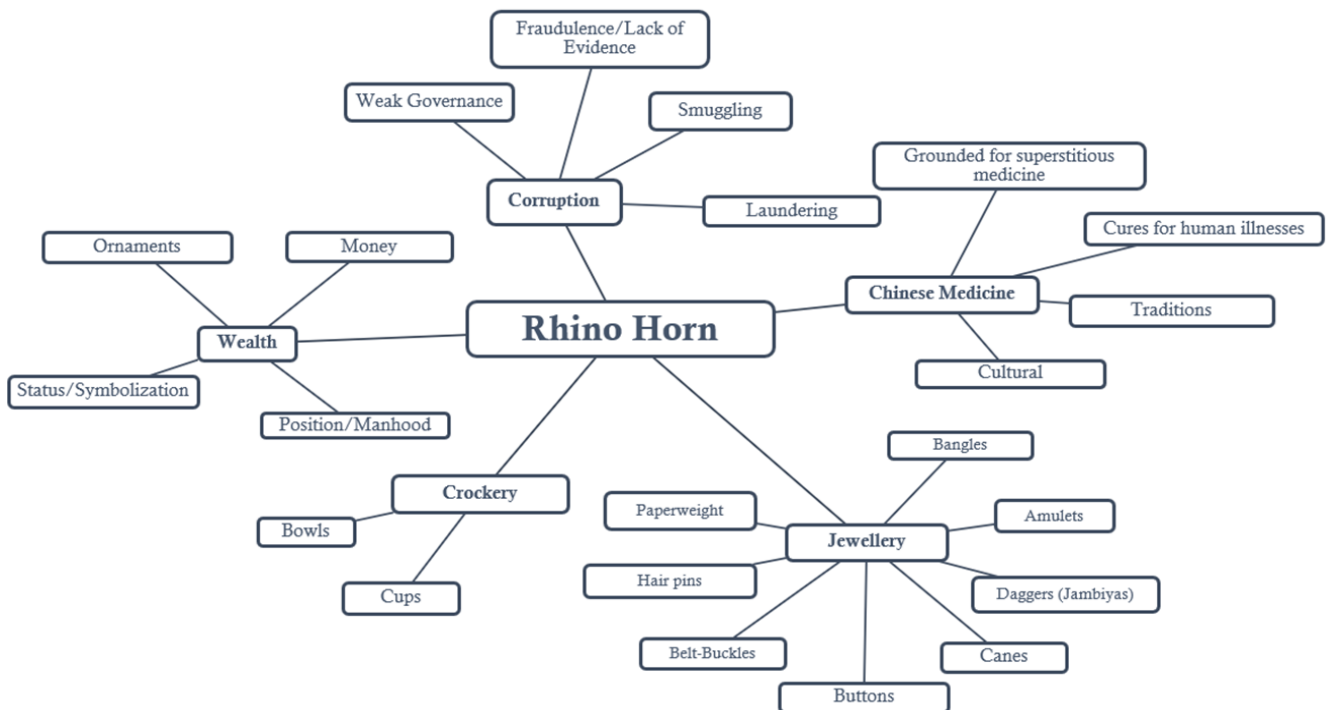 Fraudulence/Lack of
Evidence
Weak Governance
Smuggling
Corruption
Laundering
Grounded for superstitious
medicine
Cures for human illnesses
Chinese Medicine
Traditions
Cultural
Ornaments
Money
Wealth
Status/Symbolization
Position/Manhood
Rhino Horn
Crockery
Bowls
Cups
Bangles
Paperweight
Amulets
Jewellery
Hair pins
Daggers (Jambiyas)
Belt-Buckles
Canes
Buttons